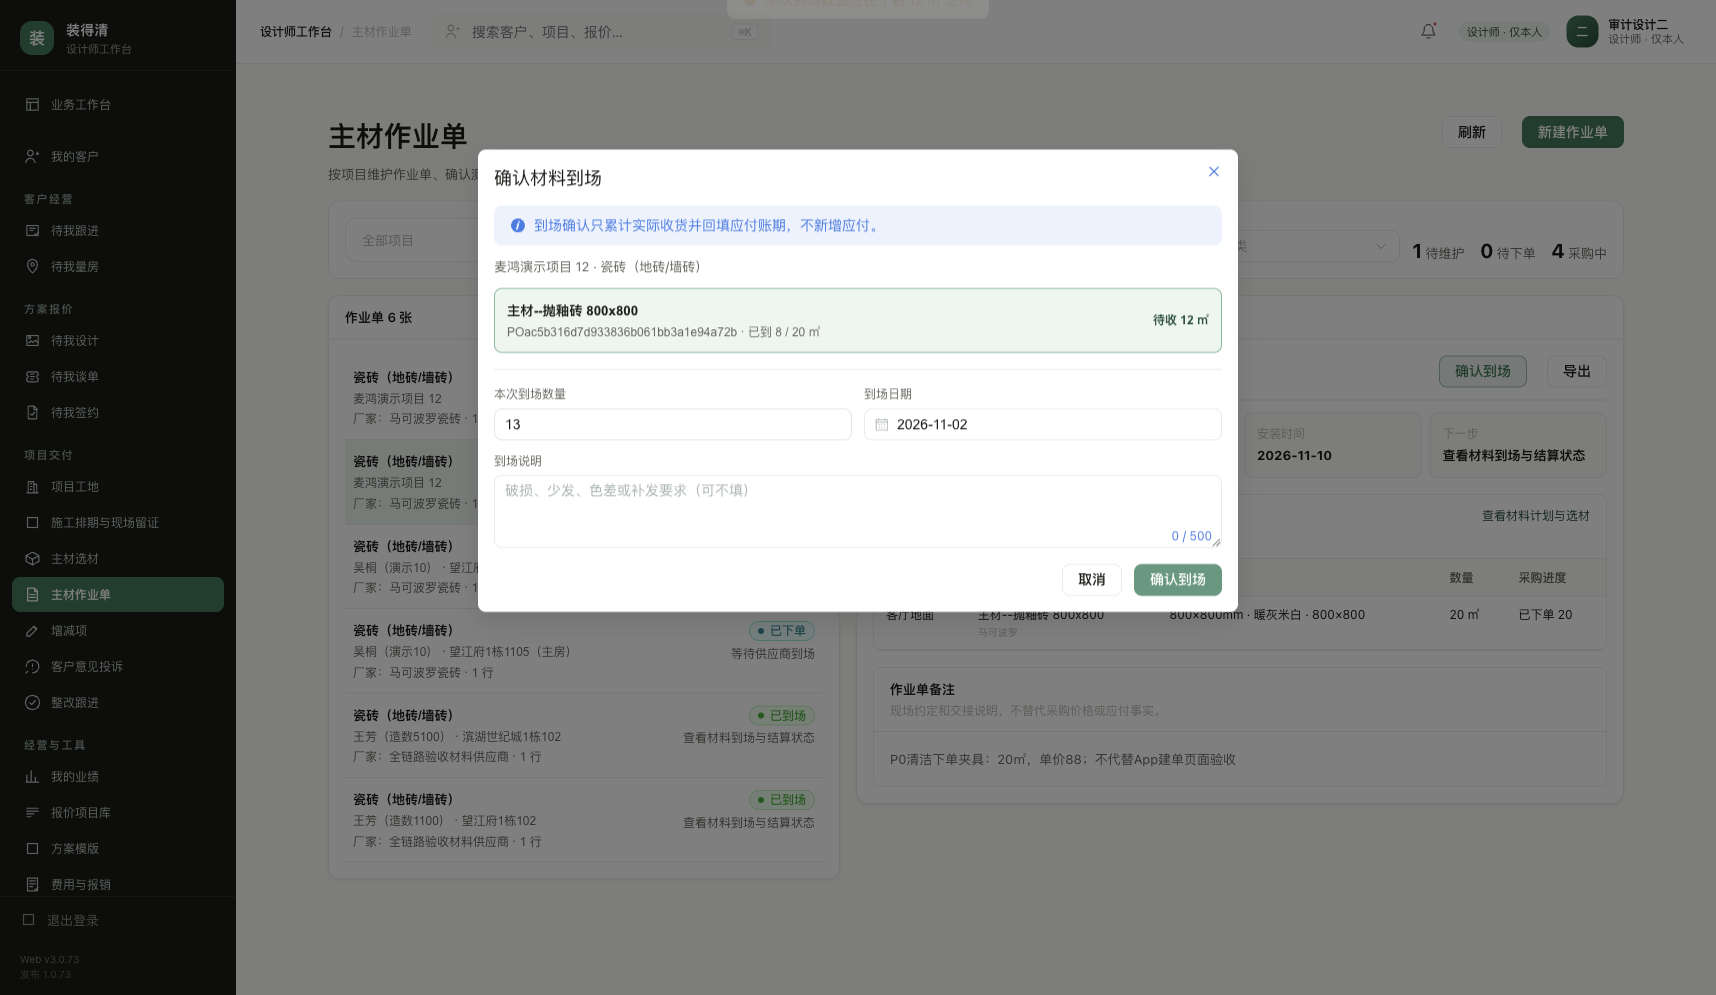 装
装得清
设计师工作台
业务工作台
我的客户
客户经营
待我跟进
待我量房
方案报价
待我设计
待我谈单
待我签约
项目交付
项目工地
施工排期与现场留证
主材选材
主材作业单
增减项
客户意见投诉
整改跟进
经营与工具
我的业绩
报价项目库
方案模版
费用与报销
退出登录
Web v3.0.73
发布 1.0.73
设计师工作台 / 主材作业单
搜索客户、项目、报价... ⌘K
设计师 · 仅本人
二
审计设计二
设计师 · 仅本人
主材作业单
按项目维护作业单、确认
刷新
新建作业单
全部项目
类
1 待维护 0 待下单 4 采购中
作业单 6 张
瓷砖（地砖/墙砖）
麦鸿演示项目 12
厂家：马可波罗瓷砖 · 1
瓷砖（地砖/墙砖）
麦鸿演示项目 12
厂家：马可波罗瓷砖 · 1
瓷砖（地砖/墙砖）
吴桐（演示10） · 望江
厂家：马可波罗瓷砖 · 1
瓷砖（地砖/墙砖）
已下单
吴桐（演示10） · 望江府1栋1105（主房）
等待供应商到场
厂家：马可波罗瓷砖 · 1 行
瓷砖（地砖/墙砖）
已到场
王芳（造数5100） · 滨湖世纪城1栋102
查看材料到场与结算状态
厂家：全链路验收材料供应商 · 1 行
瓷砖（地砖/墙砖）
已到场
王芳（造数1100） · 望江府1栋102
查看材料到场与结算状态
厂家：全链路验收材料供应商 · 1 行
确认到场
导出
安装时间
2026-11-10
下一步
查看材料到场与结算状态
查看材料计划与选材
数量
采购进度
客厅地面
主材--抛釉砖 800x800
马可波罗
800×800mm · 暖灰米白 · 800×800
20 ㎡
已下单 20
作业单备注
现场约定和交接说明，不替代采购价格或应付事实。
P0清洁下单夹具：20㎡，单价88；不代替App建单页面验收
确认材料到场
到场确认只累计实际收货并回填应付账期，不新增应付。
麦鸿演示项目 12 · 瓷砖（地砖/墙砖）
主材--抛釉砖 800x800
POac5b316d7d933836b061bb3a1e94a72b · 已到 8 / 20 ㎡
待收 12 ㎡
本次到场数量
13
到场日期
2026-11-02
到场说明
破损、少发、色差或补发要求（可不填）
0 / 500
取消
确认到场